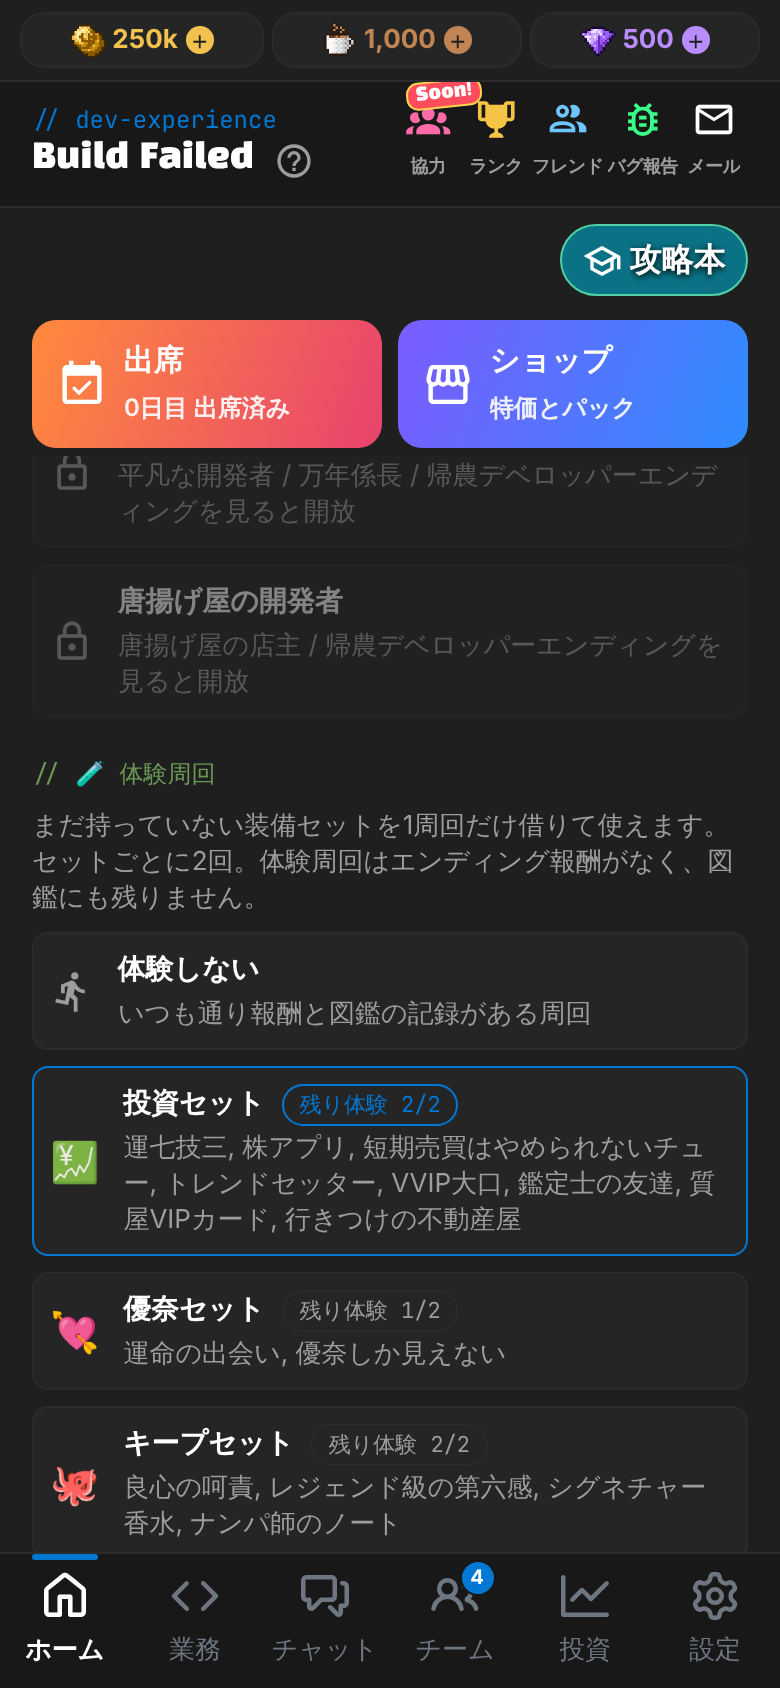 250k
1,000
500
// dev-experience
Build Failed
Soon!
協力
ランク
フレンド
バグ報告
メール
攻略本
出席
0日目 出席済み
ショップ
特価とパック
平凡な開発者 / 万年係長 / 帰農デベロッパーエンデ
ィングを見ると開放
唐揚げ屋の開発者
唐揚げ屋の店主 / 帰農デベロッパーエンディングを
見ると開放
// 🧪 体験周回
まだ持っていない装備セットを1周回だけ借りて使えます。
セットごとに2回。体験周回はエンディング報酬がなく、図
鑑にも残りません。
体験しない
いつも通り報酬と図鑑の記録がある周回
投資セット 残り体験 2/2
運七技三, 株アプリ, 短期売買はやめられないチュ
ー, トレンドセッター, VVIP大口, 鑑定士の友達, 質
屋VIPカード, 行きつけの不動産屋
優奈セット 残り体験 1/2
運命の出会い, 優奈しか見えない
キープセット 残り体験 2/2
良心の呵責, レジェンド級の第六感, シグネチャー
香水, ナンパ師のノート
4
ホーム
業務
チャット
チーム
投資
設定